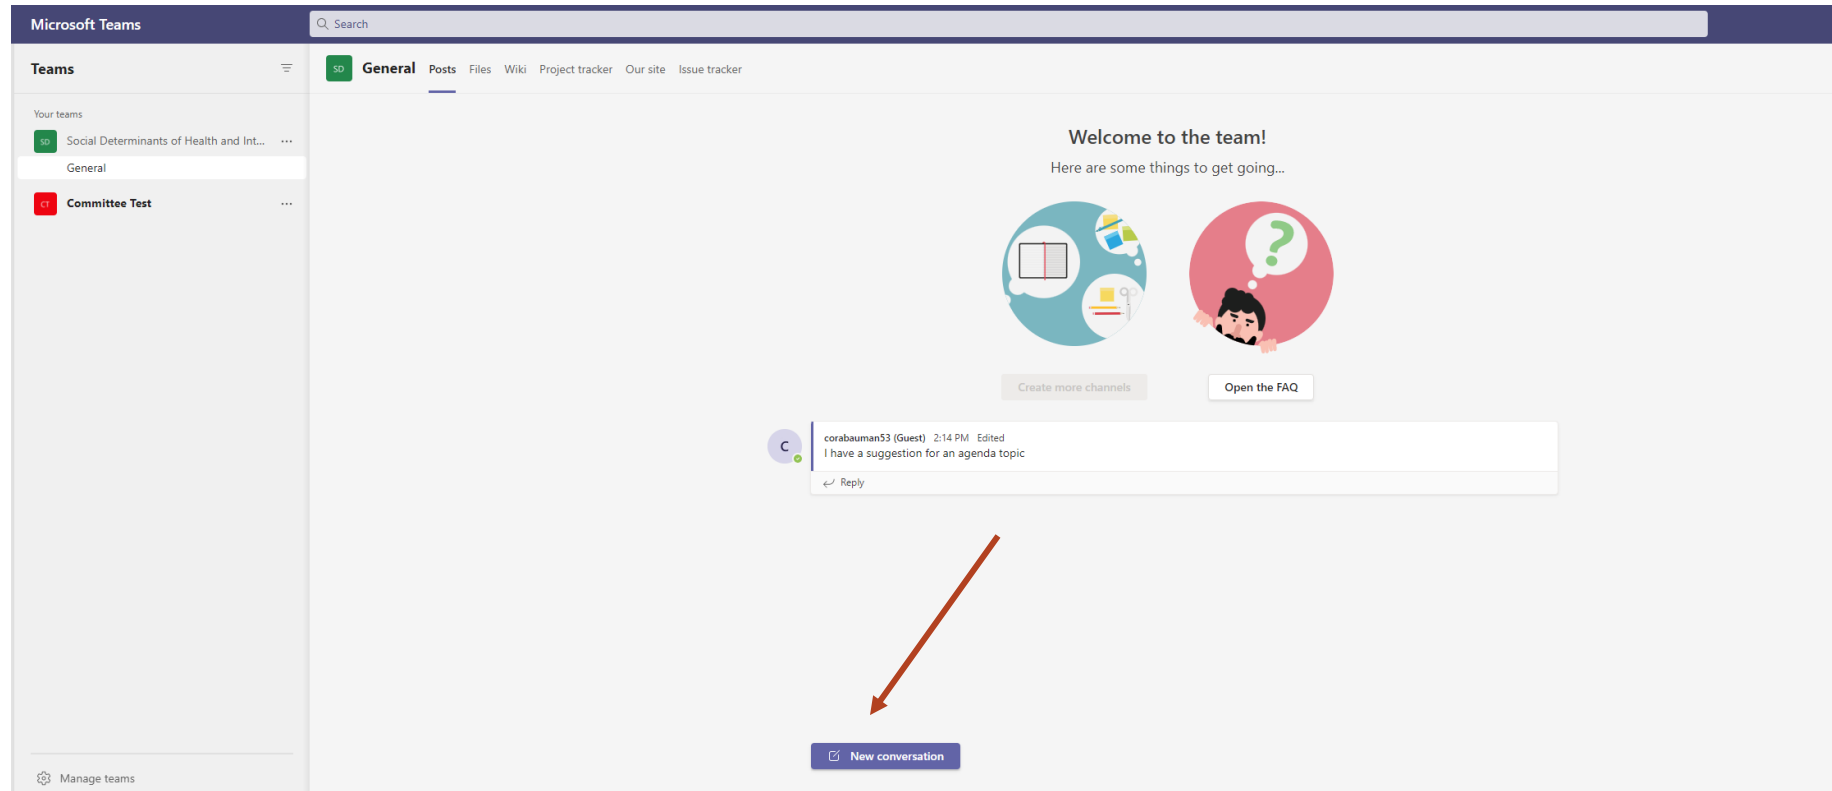 Microsoft Teams
Search
Teams
SD General Posts Files Wiki Project tracker Our site Issue tracker
Your teams
SD Social Determinants of Health and Int... ...
General
CT Committee Test ...
Welcome to the team!
Here are some things to get going...
?
Create more channels
Open the FAQ
C
corabauman53 (Guest) 2:14 PM Edited
I have a suggestion for an agenda topic
Reply
New conversation
Manage teams